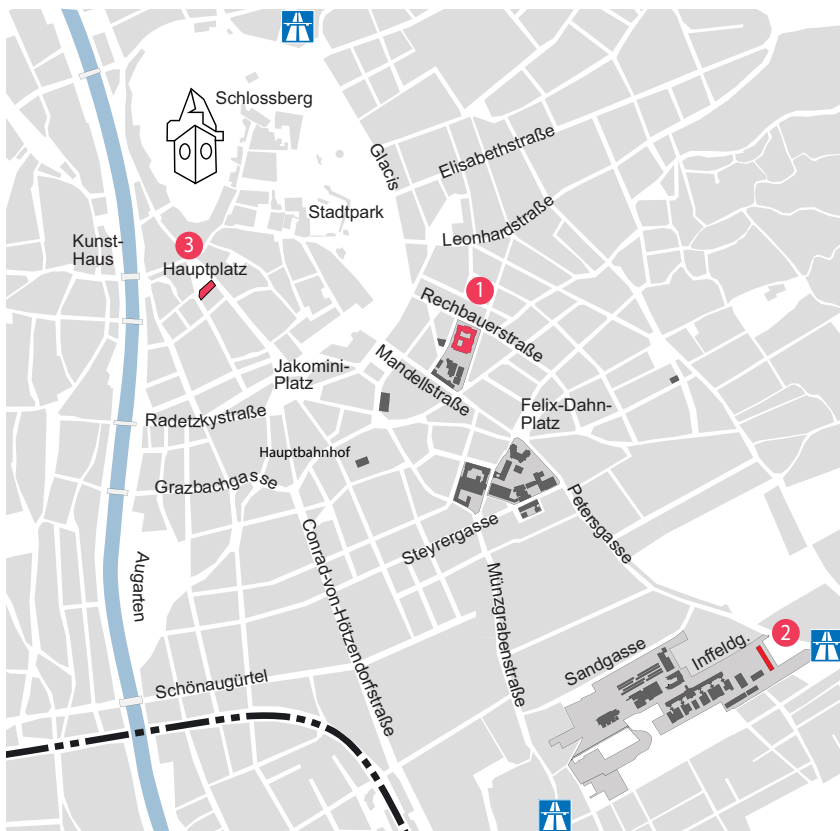 Schlossberg
Glacis
Elisabethstraße
Stadtpark
Leonhardstraße
Kunst-
Haus
3
Hauptplatz
1
Rechbauerstraße
Jakomini-
Platz
Mandellstraße
Radetzkystraße
Felix-Dahn-
Platz
Hauptbahnhof
Grazbachgasse
Petersgasse
Steyrergasse
Conrad-von-Hötzendorfstraße
Augarten
Münzgrabenstraße
2
Sandgasse
Inffeldg.
Schönaugürtel